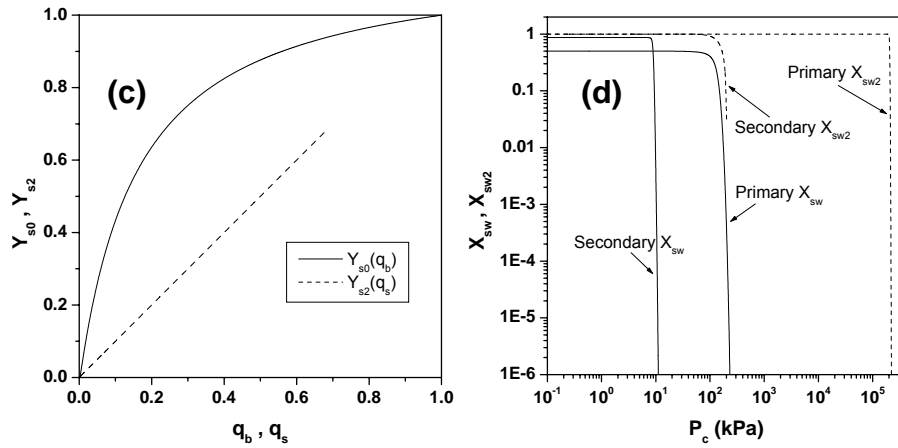 (c)
Y_s0 , Y_s2
1.0
0.8
0.6
0.4
0.2
0.0
Y_s0(q_b)
Y_s2(q_s)
0.0 0.2 0.4 0.6 0.8 1.0
q_b , q_s
(d)
X_sw , X_sw2
1
0.1
0.01
1E-3
1E-4
1E-5
1E-6
Primary X_sw2
Secondary X_sw2
Primary X_sw
Secondary X_sw
10^-1 10^0 10^1 10^2 10^3 10^4 10^5
P_c (kPa)